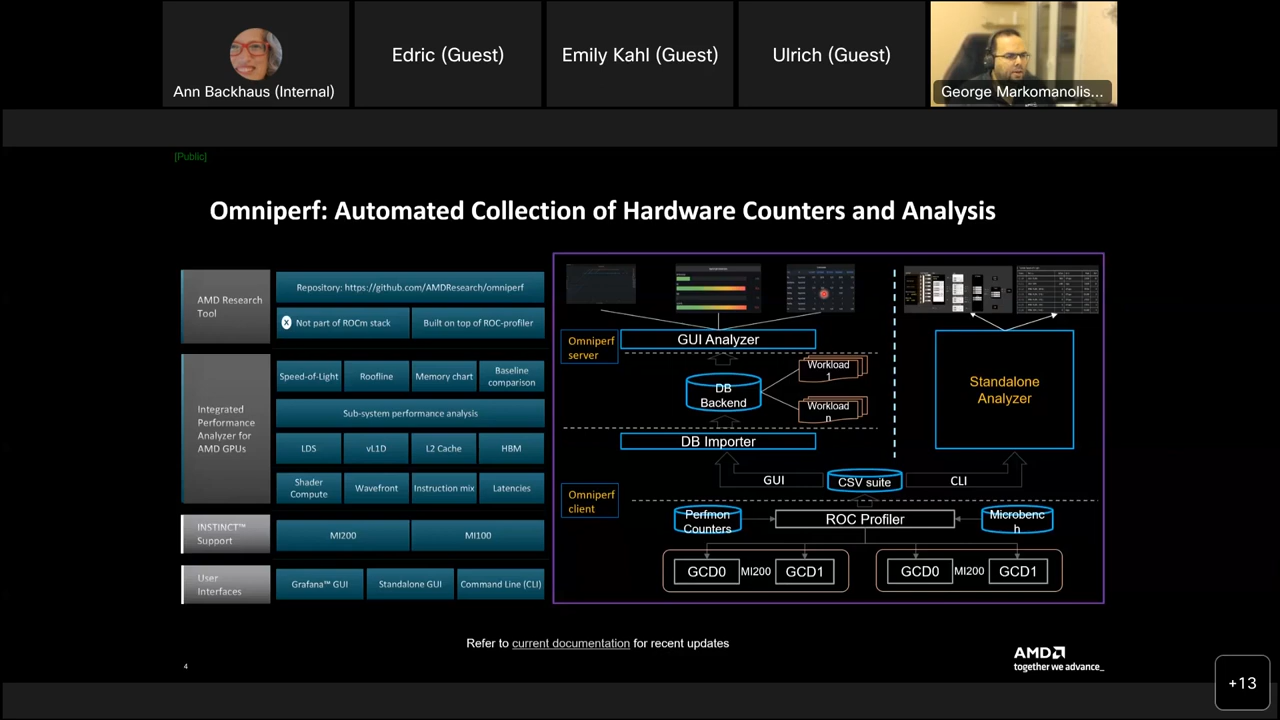 Ann Backhaus (Internal)
Edric (Guest)
Emily Kahl (Guest)
Ulrich (Guest)
George Markomanolis...
[Public]
Omniperf: Automated Collection of Hardware Counters and Analysis
AMD Research
Tool
Repository: https://github.com/AMDResearch/omniperf
X
Not part of ROCm stack
Built on top of ROC-profiler
Integrated
Performance
Analyzer for
AMD GPUs
Speed-of-Light
Roofline
Memory chart
Baseline
comparison
Sub-system performance analysis
LDS
vL1D
L2 Cache
HBM
Shader
Compute
Wavefront
Instruction mix
Latencies
INSTINCT™
Support
MI200
MI100
User
Interfaces
Grafana™ GUI
Standalone GUI
Command Line (CLI)
Omniperf
server
GUI Analyzer
DB
Backend
Workload
1
Workload
n
DB Importer
Standalone
Analyzer
GUI
CSV suite
CLI
Omniperf
client
Perfmon
Counters
ROC Profiler
Microbenc
h
GCD0
MI200
GCD1
GCD0
MI200
GCD1
Refer to current documentation for recent updates
4
AMD
together we advance_
+13